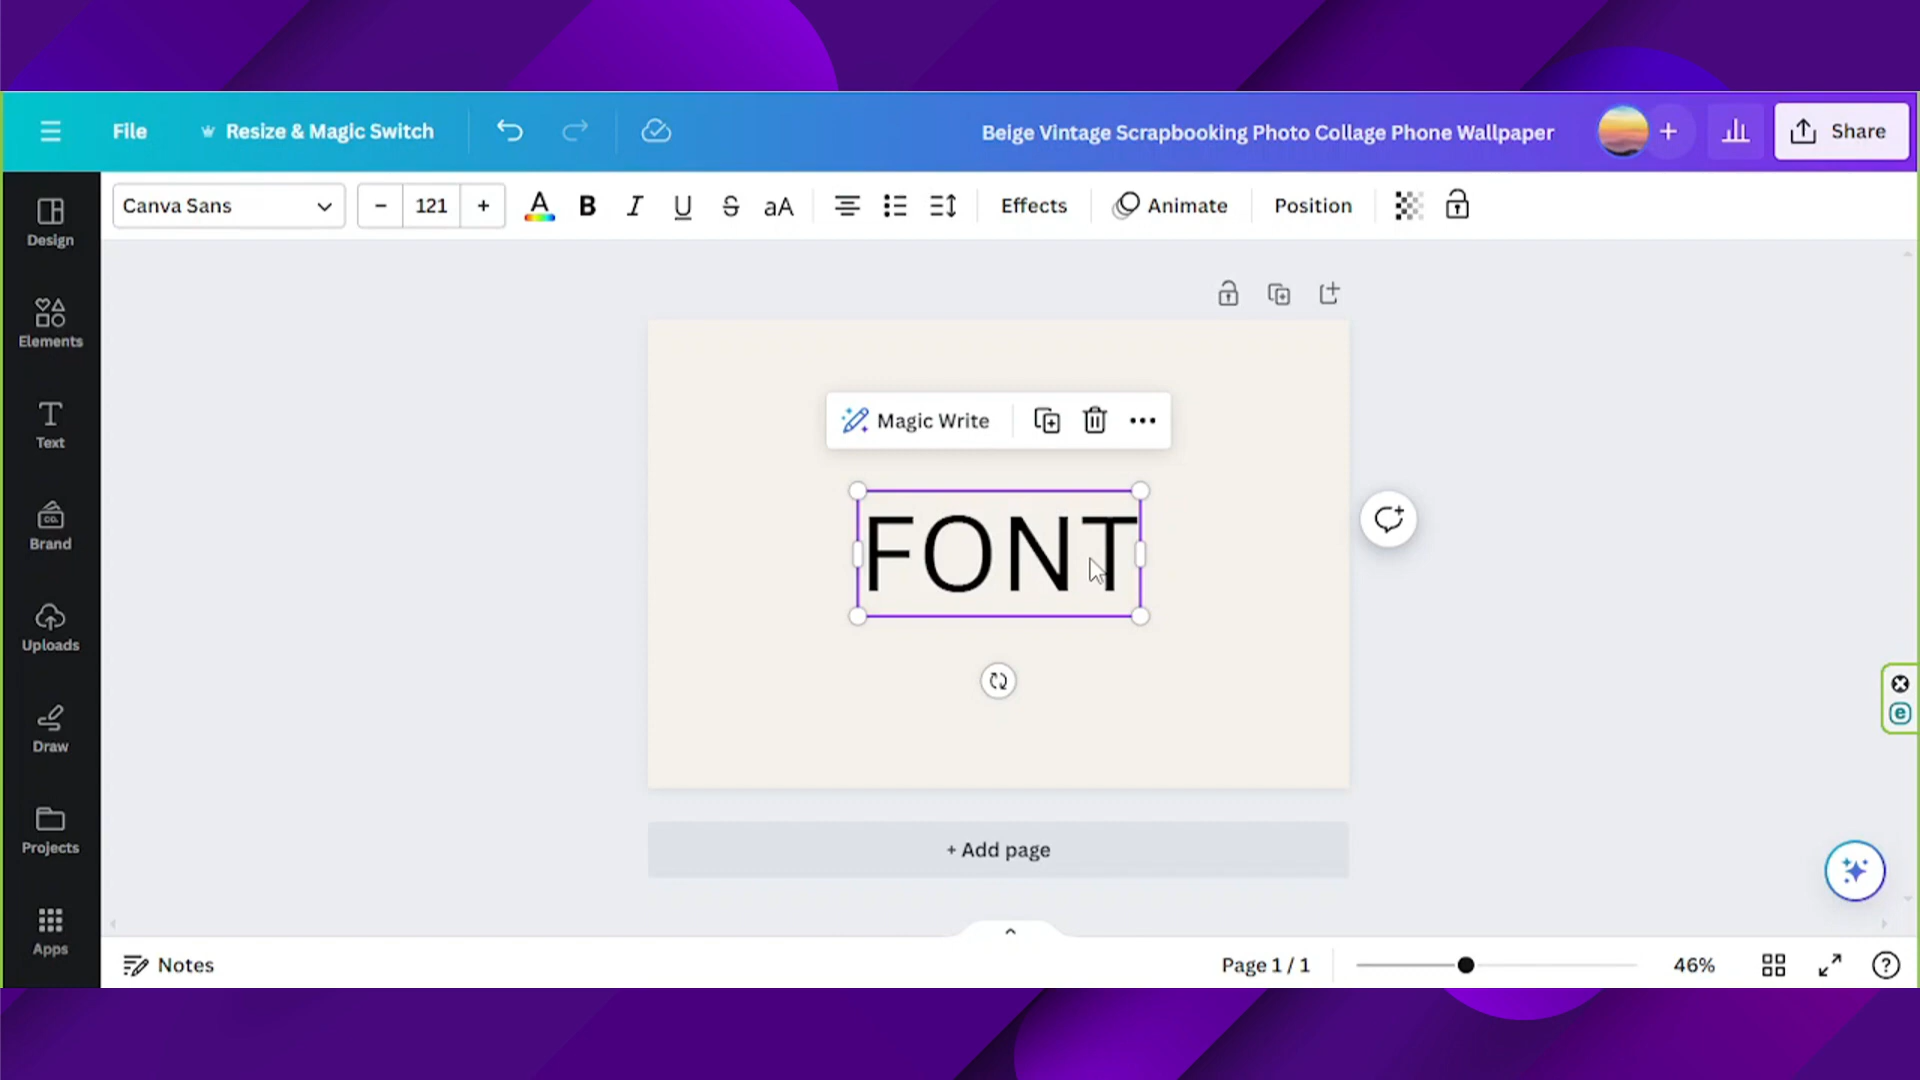 File Resize & Magic Switch Beige Vintage Scrapbooking Photo Collage Phone Wallpaper + Share
Canva Sans - 121 + A B I U S aA Effects Animate Position
Design
Elements
Text
CO.
Brand
Uploads
Draw
Projects
Apps
Magic Write
FONT
+ Add page
Notes Page 1 / 1 46% ?